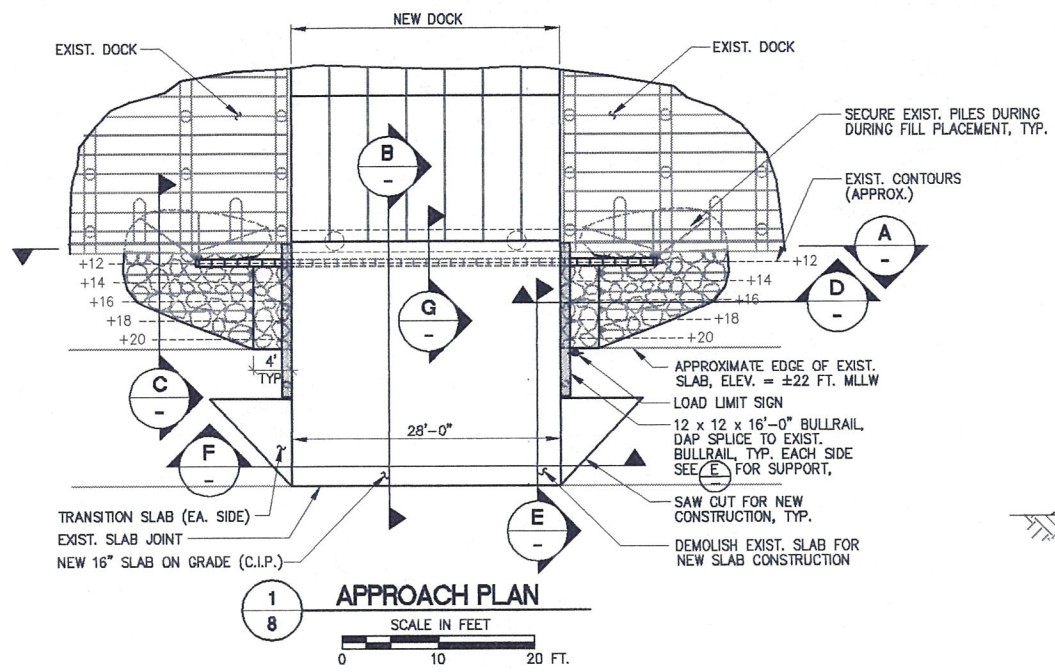 NEW DOCK
EXIST. DOCK
EXIST. DOCK
SECURE EXIST. PILES DURING
DURING FILL PLACEMENT, TYP.
B
-
EXIST. CONTOURS
(APPROX.)
A
-
+12
+14
+16
+18
+20
+12
+14
+16
+18
+20
D
-
G
-
4'
TYP.
C
-
APPROXIMATE EDGE OF EXIST.
SLAB, ELEV. = ±22 FT. MLLW
LOAD LIMIT SIGN
12 x 12 x 16'-0" BULLRAIL,
DAP SPLICE TO EXIST.
BULLRAIL, TYP. EACH SIDE
SEE E FOR SUPPORT,
-
28'-0"
F
-
SAW CUT FOR NEW
CONSTRUCTION, TYP.
TRANSITION SLAB (EA. SIDE)
EXIST. SLAB JOINT
NEW 16" SLAB ON GRADE (C.I.P.)
E
-
DEMOLISH EXIST. SLAB FOR
NEW SLAB CONSTRUCTION
1
8
APPROACH PLAN
SCALE IN FEET
0 10 20 FT.